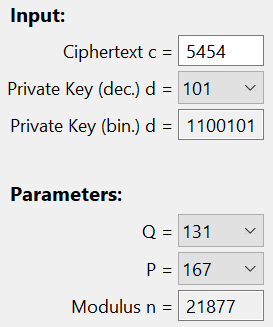 Input:
Ciphertext c = 5454
Private Key (dec.) d = 101
Private Key (bin.) d = 1100101
Parameters:
Q = 131
P = 167
Modulus n = 21877